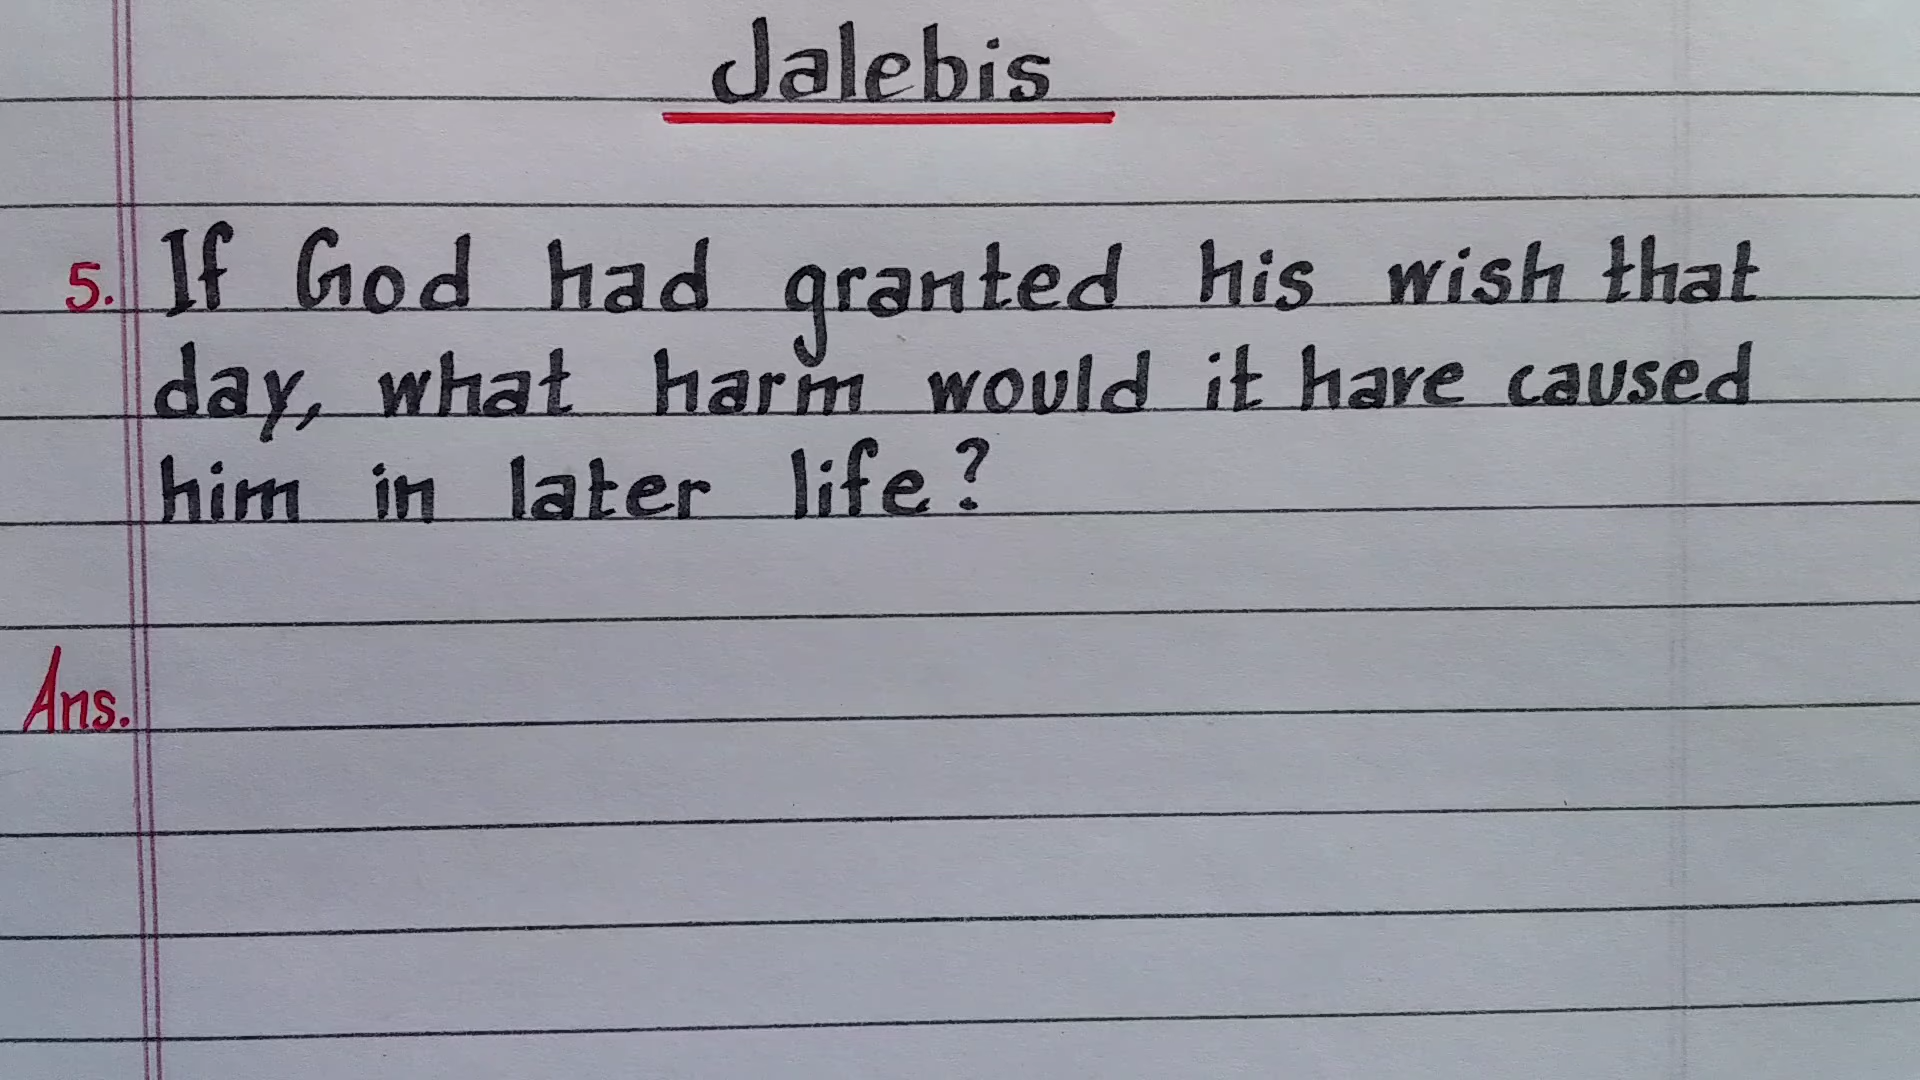 Jalebis
5. If God had granted his wish that
day, what harm would it have caused
him in later life?
Ans.